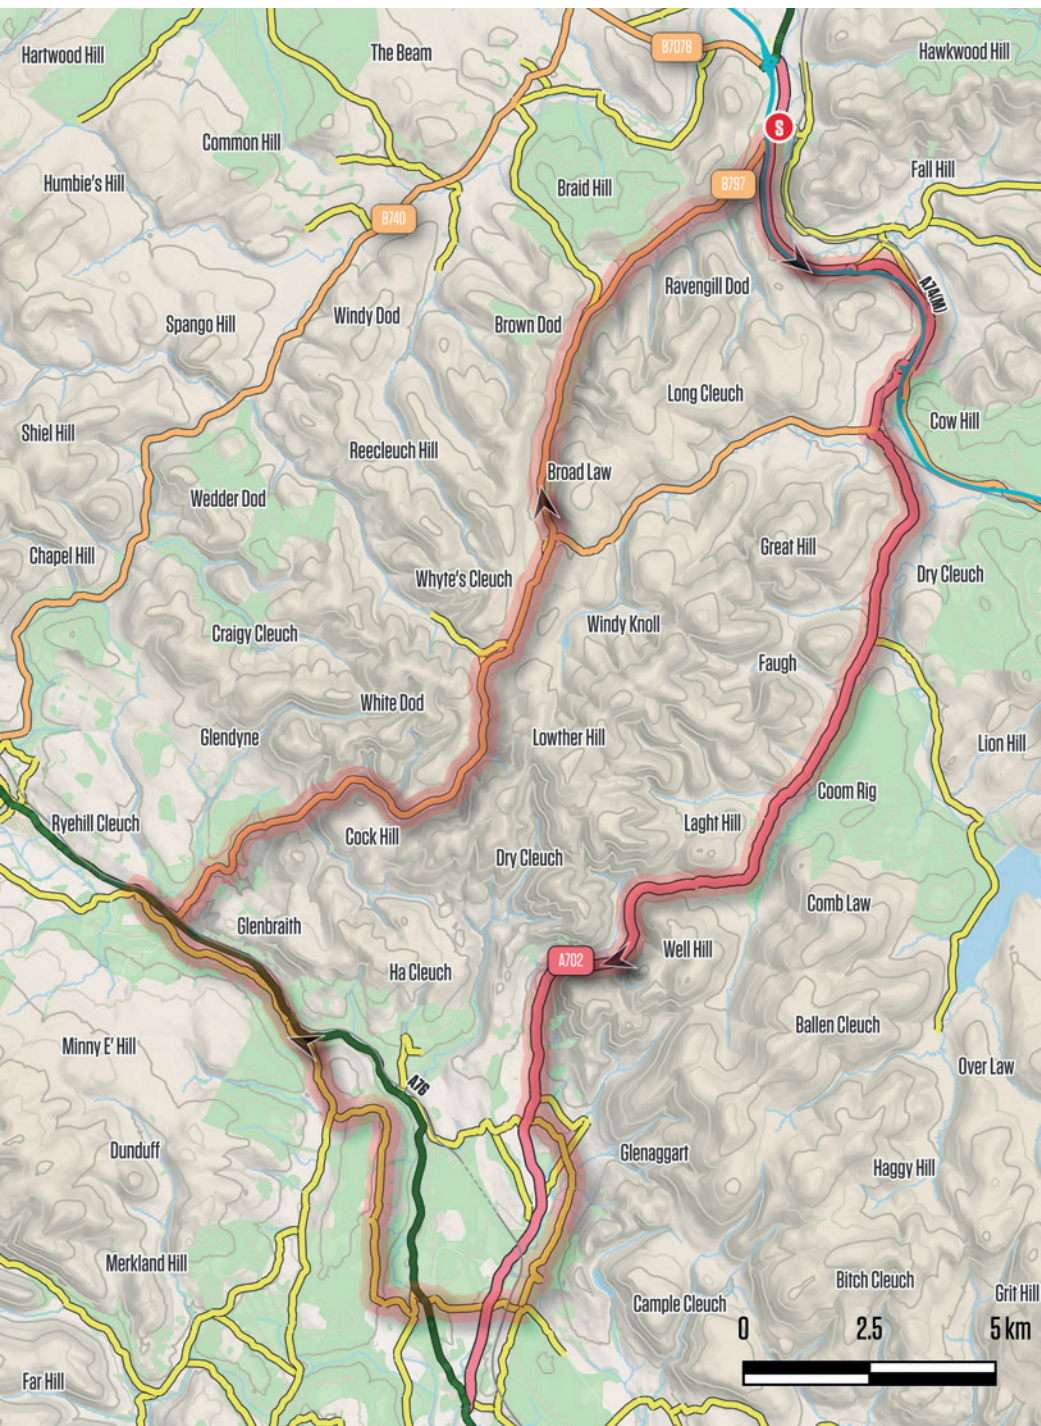 Hartwood Hill
The Beam
B7078
Hawkwood Hill
S
Common Hill
Fall Hill
Humbie's Hill
Braid Hill
B797
B740
Ravengill Dod
A74(M)
Windy Dod
Spango Hill
Brown Dod
Long Cleuch
Cow Hill
Shiel Hill
Reecleuch Hill
Broad Law
Wedder Dod
Great Hill
Chapel Hill
Whyte's Cleuch
Dry Cleuch
Windy Knoll
Craigy Cleuch
Faugh
White Dod
Glendyne
Lowther Hill
Lion Hill
Coom Rig
Ryehill Cleuch
Laght Hill
Cock Hill
Dry Cleuch
Comb Law
Glenbraith
Well Hill
A702
Ha Cleuch
Ballen Cleuch
Minny E' Hill
Over Law
A76
Dunduff
Glenaggart
Haggy Hill
Merkland Hill
Bitch Cleuch
Grit Hill
Cample Cleuch
0 2.5 5 km
Far Hill